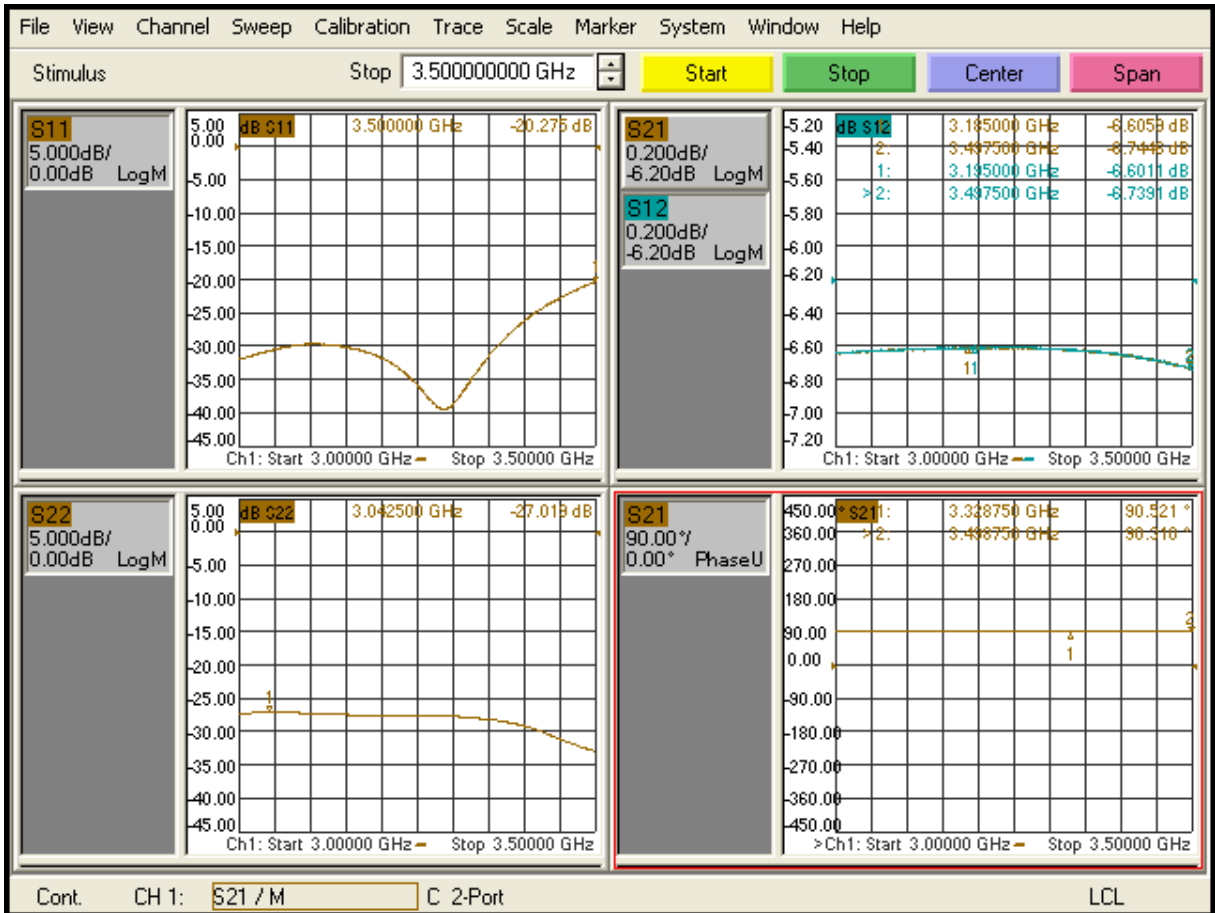 File View Channel Sweep Calibration Trace Scale Marker System Window Help
Stimulus Stop 3.500000000 GHz Start Stop Center Span
S11
5.000dB/
0.00dB LogM
dB S11 3.500000 GHz -20.275 dB
5.00
0.00
-5.00
-10.00
-15.00
-20.00
-25.00
-30.00
-35.00
-40.00
-45.00
1
Ch1: Start 3.00000 GHz Stop 3.50000 GHz
S21
0.200dB/
-6.20dB LogM
S12
0.200dB/
-6.20dB LogM
dB S12 3.185000 GHz -6.6059 dB
2: 3.497500 GHz -6.7448 dB
1: 3.195000 GHz -6.6011 dB
>2: 3.497500 GHz -6.7391 dB
-5.20
-5.40
-5.60
-5.80
-6.00
-6.20
-6.40
-6.60
-6.80
-7.00
-7.20
11
Ch1: Start 3.00000 GHz Stop 3.50000 GHz
S22
5.000dB/
0.00dB LogM
dB S22 3.042500 GHz -27.019 dB
5.00
0.00
-5.00
-10.00
-15.00
-20.00
-25.00
-30.00
-35.00
-40.00
-45.00
1
Ch1: Start 3.00000 GHz Stop 3.50000 GHz
S21
90.00°/
0.00° PhaseU
° S21 1: 3.328750 GHz 90.521 °
>2: 3.498750 GHz 90.310 °
450.00
360.00
270.00
180.00
90.00
0.00
-90.00
-180.00
-270.00
-360.00
-450.00
2
1
>Ch1: Start 3.00000 GHz Stop 3.50000 GHz
Cont. CH 1: S21 / M C 2-Port LCL